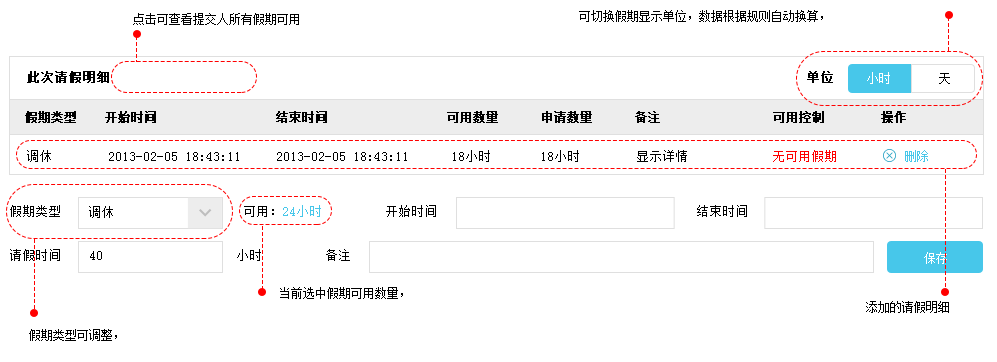 点击可查看提交人所有假期可用
可切换假期显示单位，数据根据规则自动换算，
此次请假明细
单位 小时 天
假期类型 开始时间 结束时间 可用数量 申请数量 备注 可用控制 操作
调休 2013-02-05 18:43:11 2013-02-05 18:43:11 18小时 18小时 显示详情 无可用假期 删除
假期类型 调休 可用：24小时 开始时间 结束时间
请假时间 40 小时 备注 保存
当前选中假期可用数量，
添加的请假明细
假期类型可调整，